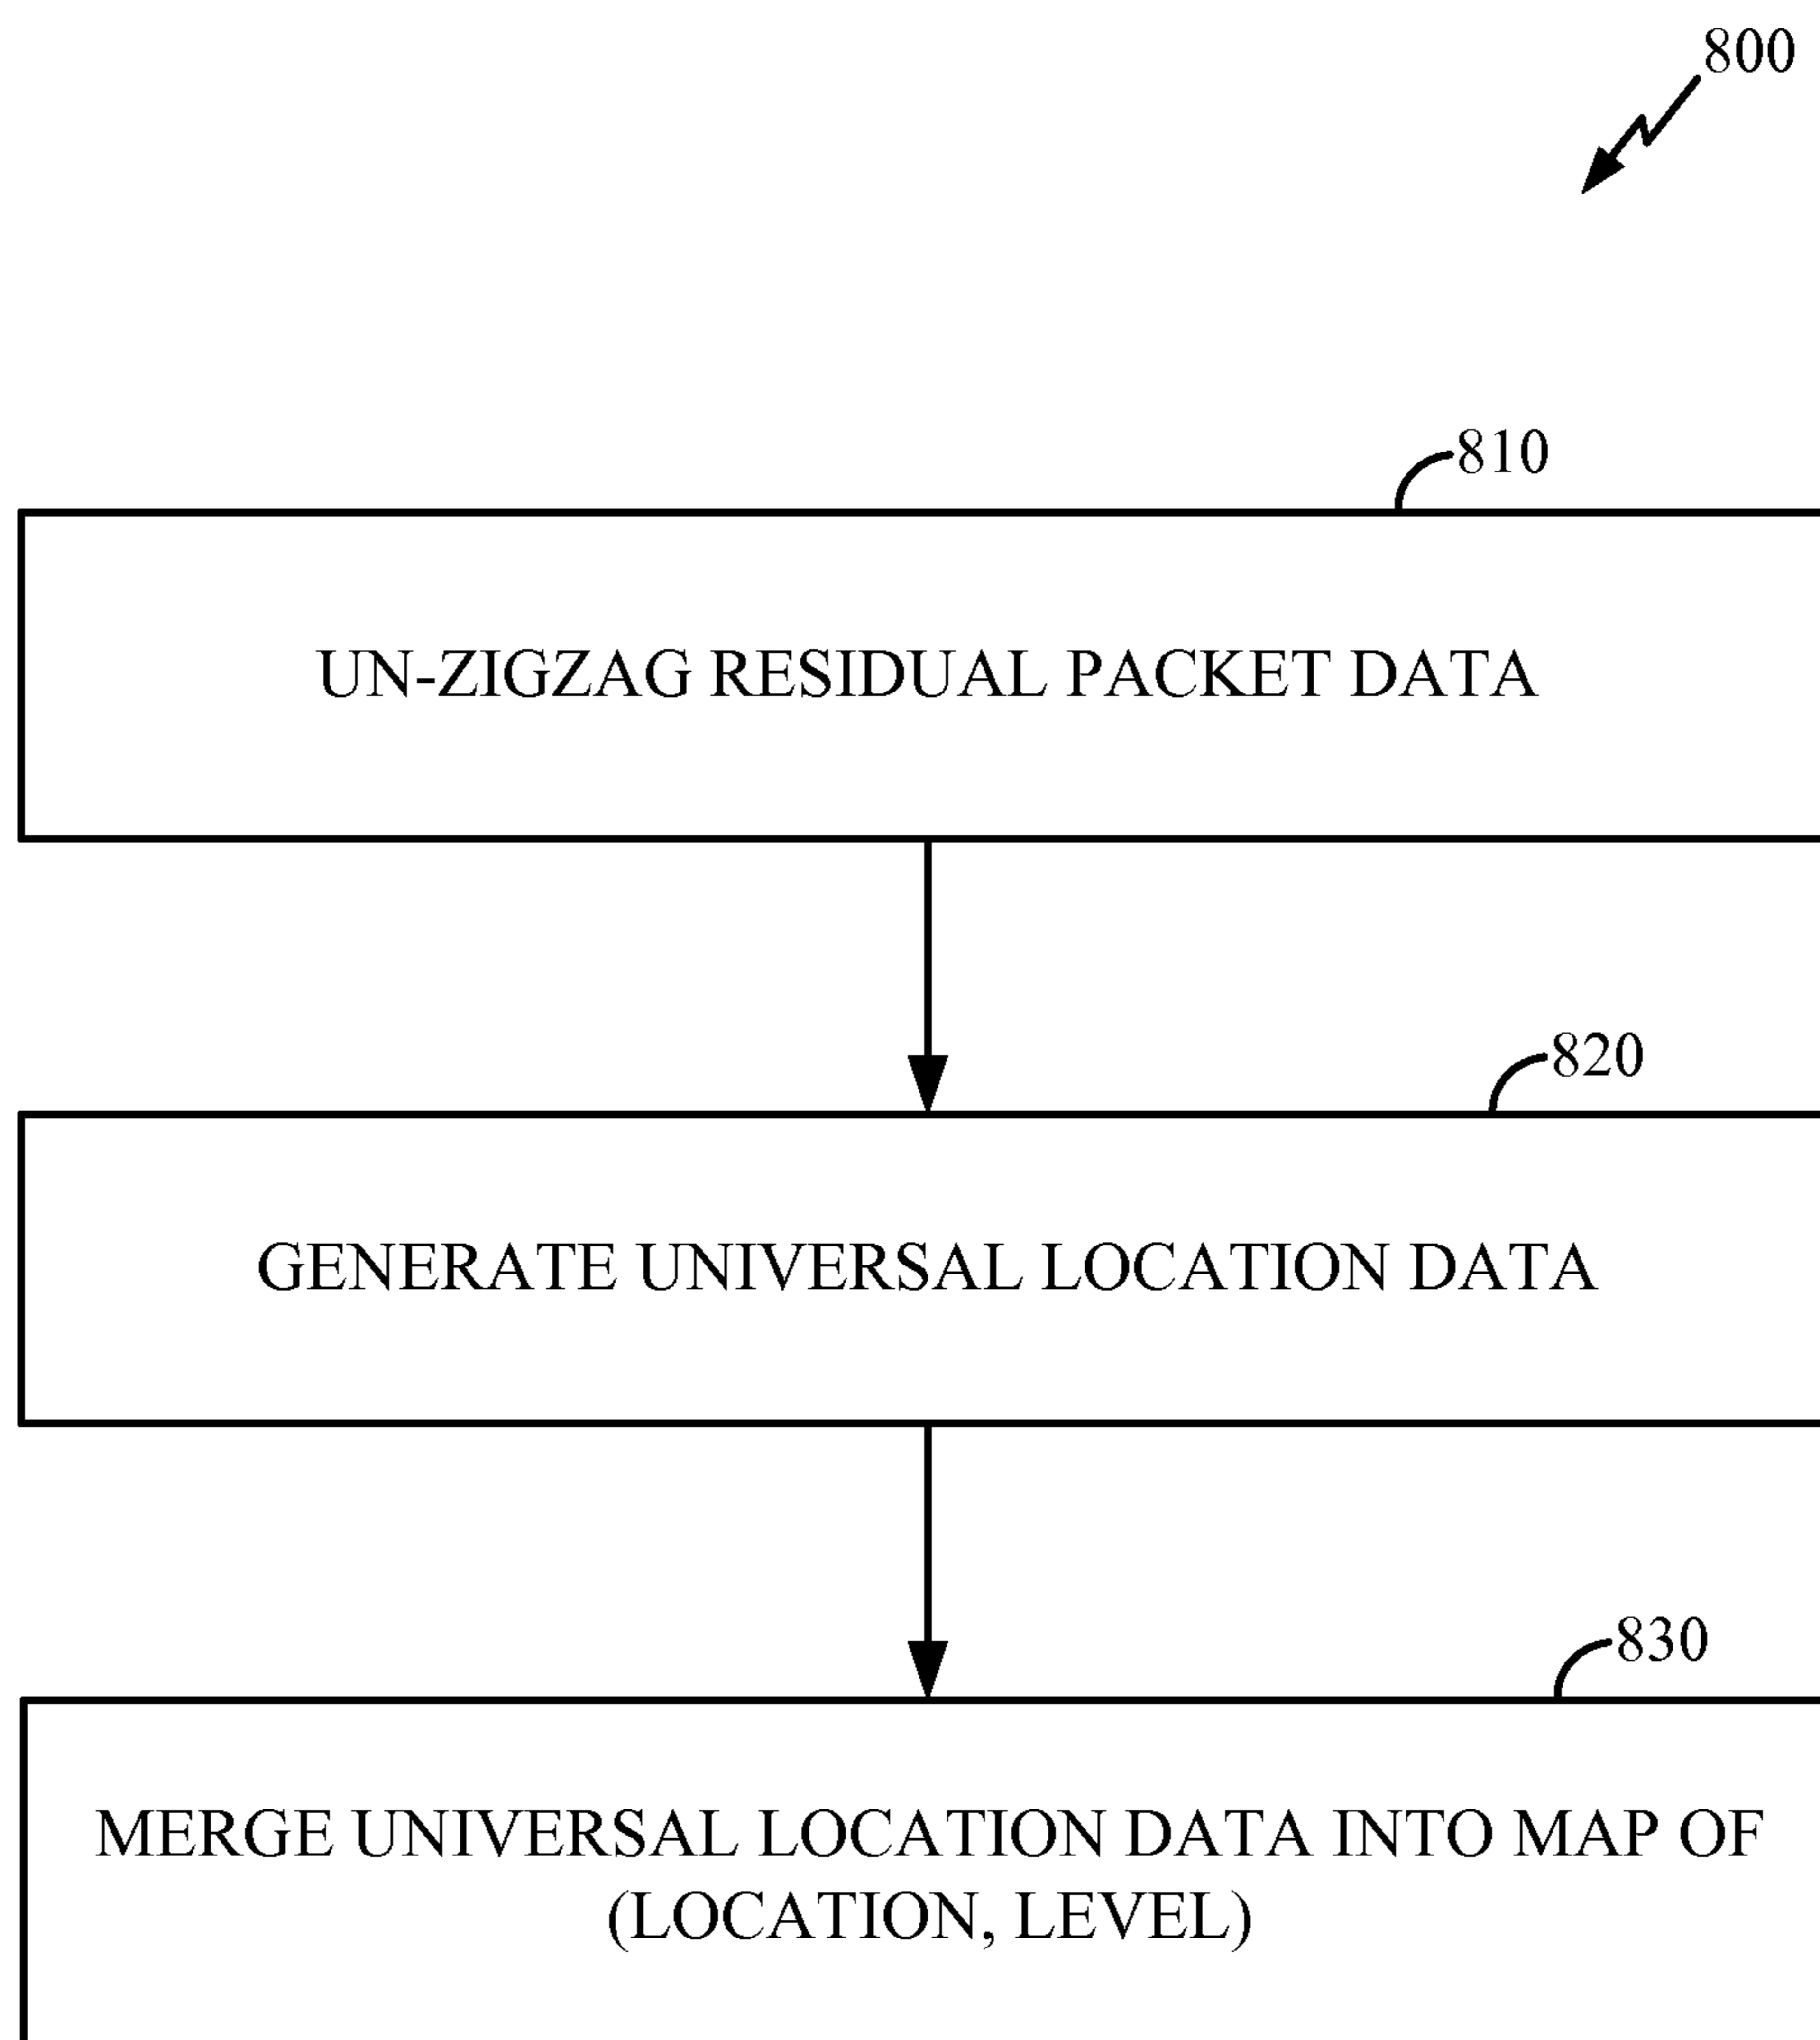 800
810
UN-ZIGZAG RESIDUAL PACKET DATA
820
GENERATE UNIVERSAL LOCATION DATA
830
MERGE UNIVERSAL LOCATION DATA INTO MAP OF
(LOCATION, LEVEL)